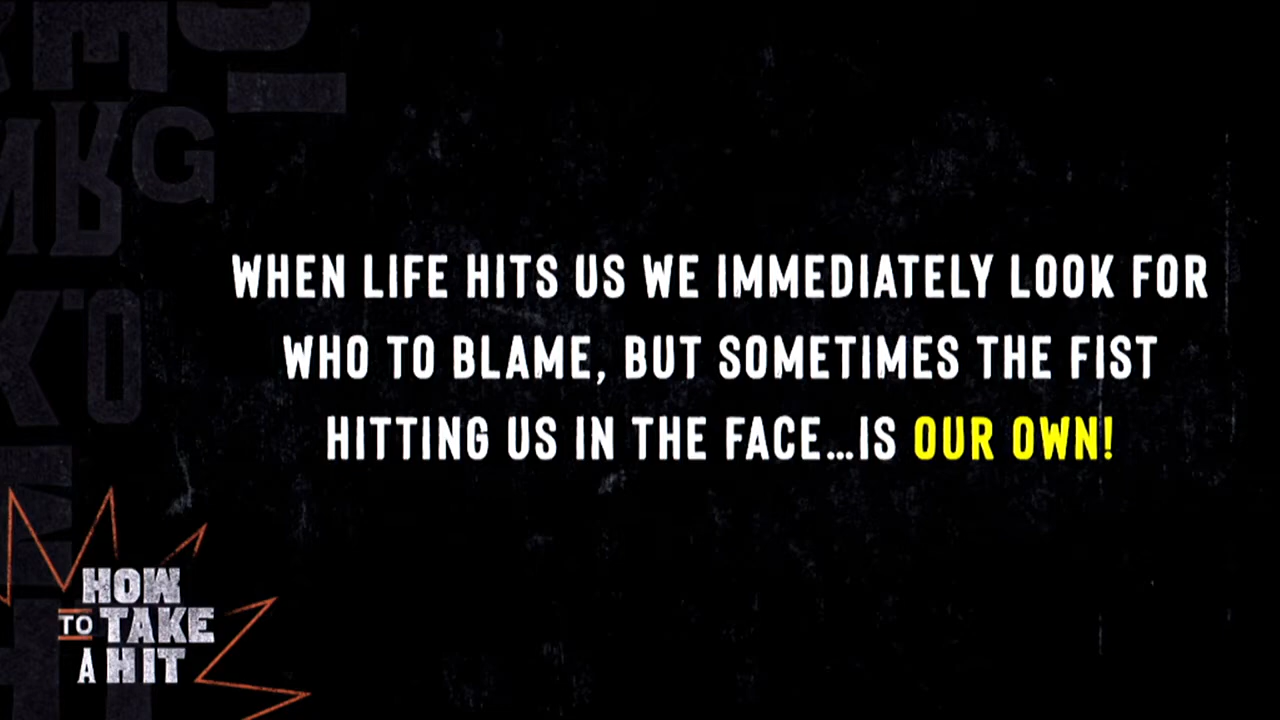 WHEN LIFE HITS US WE IMMEDIATELY LOOK FOR
WHO TO BLAME, BUT SOMETIMES THE FIST
HITTING US IN THE FACE...IS OUR OWN!
HOW
TO TAKE
A HIT